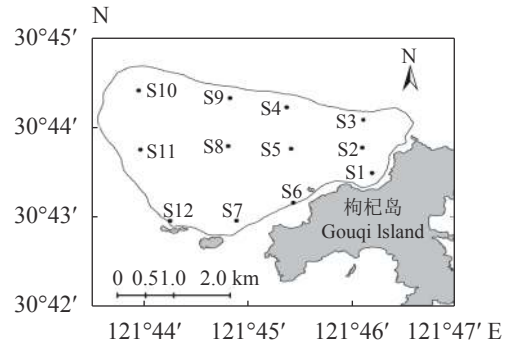 N
30°45′
N
S10
S9
S4
S3
30°44′
S11
S8
S5
S2
S1
S6
S12
S7
30°43′
枸杞岛
Gouqi Island
0 0.51.0 2.0 km
30°42′
121°44′ 121°45′ 121°46′ 121°47′ E